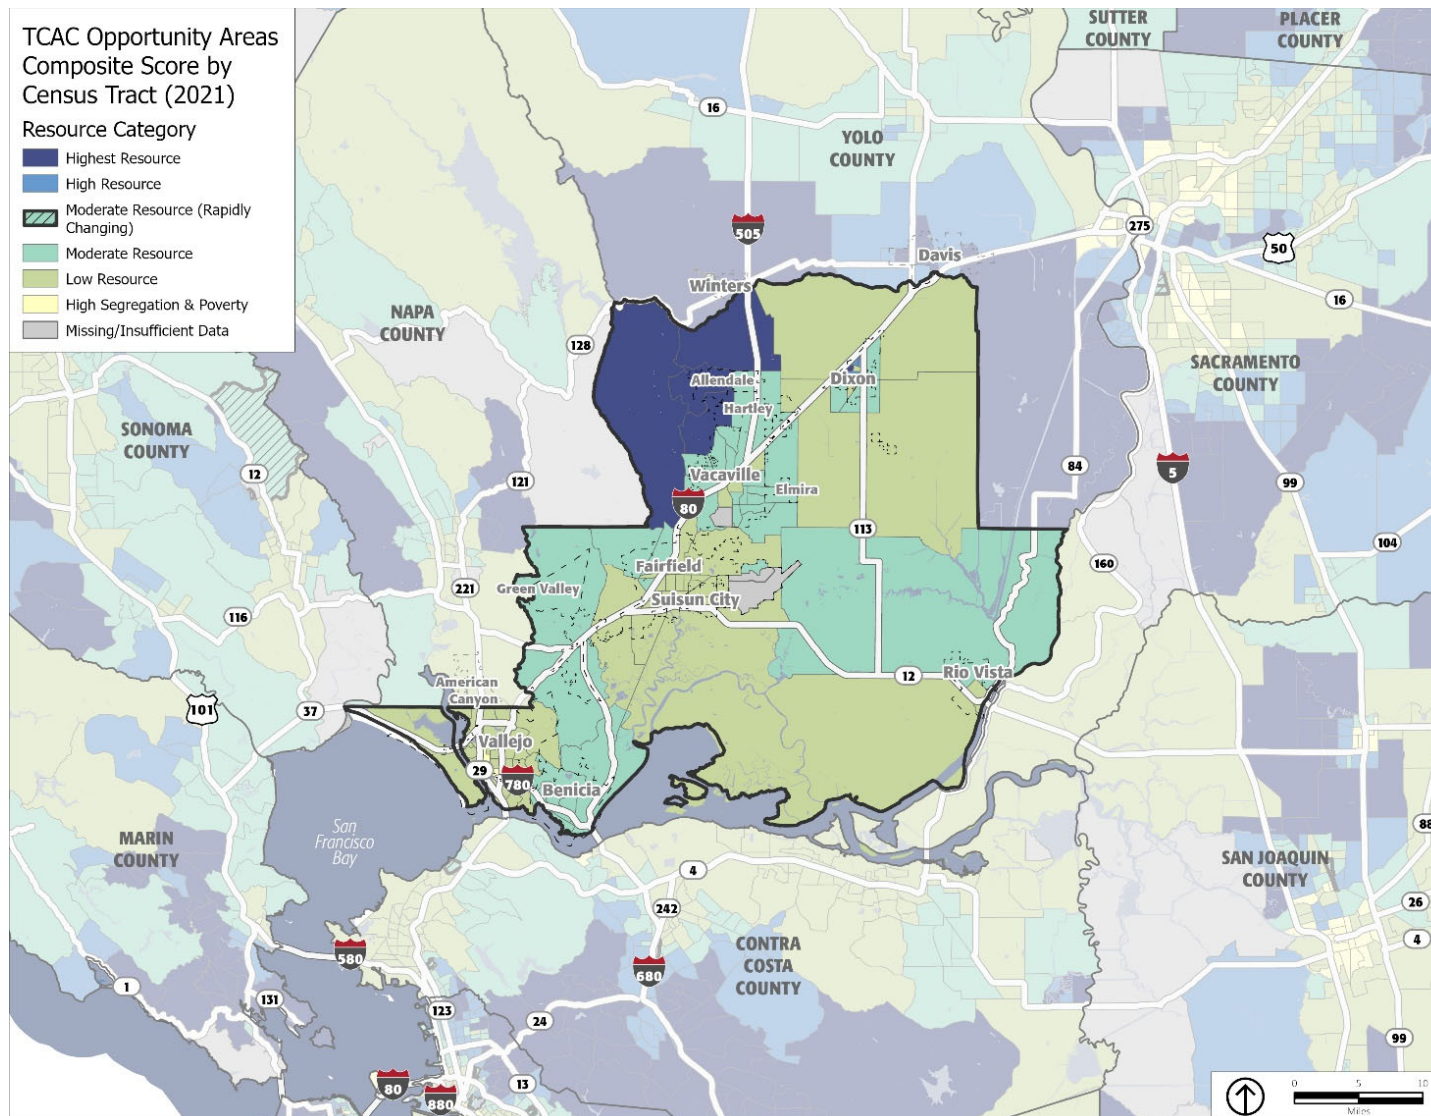 TCAC Opportunity Areas
Composite Score by
Census Tract (2021)
Resource Category
Highest Resource
High Resource
Moderate Resource (Rapidly
Changing)
Moderate Resource
Low Resource
High Segregation & Poverty
Missing/Insufficient Data
SUTTER
COUNTY
PLACER
COUNTY
16
YOLO
COUNTY
505
275
50
Davis
Winters
16
NAPA
COUNTY
128
SACRAMENTO
COUNTY
Allendale
Dixon
Hartley
SONOMA
COUNTY
12
121
Vacaville
Elmira
80
84
5
99
113
104
Fairfield
160
Green Valley
221
Suisun City
116
12
Rio Vista
American
Canyon
101
37
Vallejo
29
780
Benicia
San
Francisco
Bay
MARIN
COUNTY
88
4
SAN JOAQUIN
COUNTY
242
26
4
CONTRA
COSTA
COUNTY
580
680
1
131
123
24
99
13
80
880
0 5 10
Miles